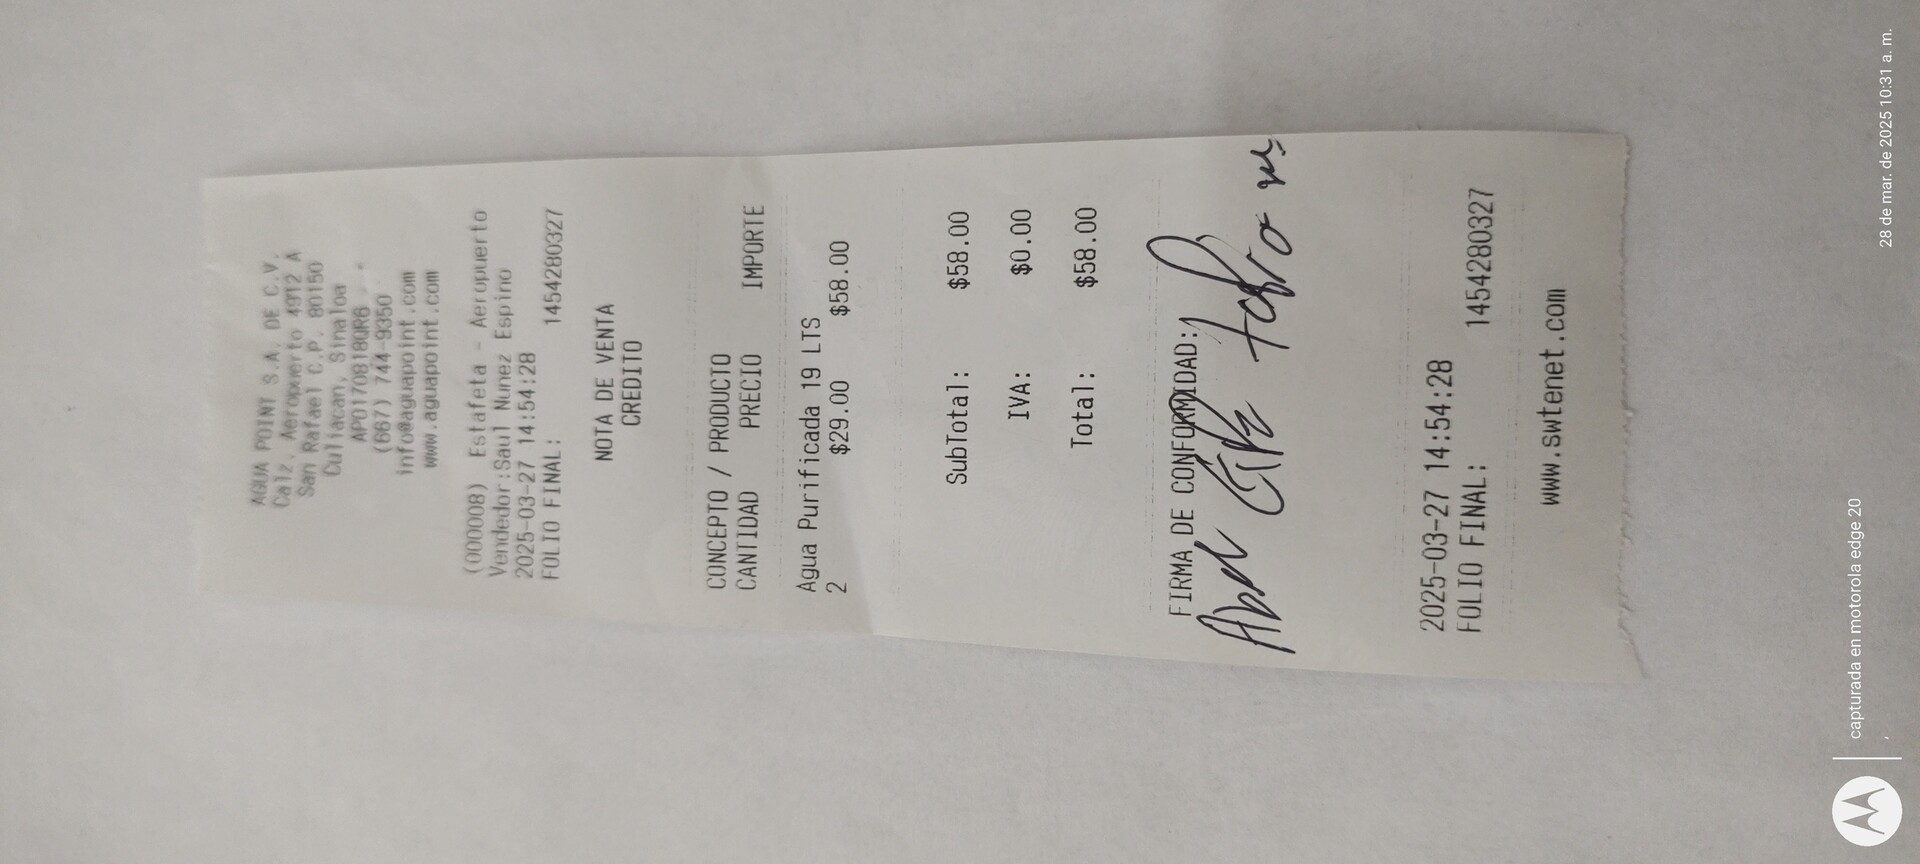 AGUA POINT S.A. DE C.V.
Calz. Aeropuerto 4912 A
San Rafael C.P. 80150
Culiacan, Sinaloa
APO170818QR6
(667) 744-9350
info@aguapoint.com
www.aguapoint.com
(000008) Estafeta - Aeropuerto
Vendedor:Saul Nunez Espino
2025-03-27 14:54:28
FOLIO FINAL: 1454280327
NOTA DE VENTA
CREDITO
CONCEPTO / PRODUCTO
CANTIDAD PRECIO IMPORTE
Agua Purificada 19 LTS
2 $29.00 $58.00
SubTotal: $58.00
IVA: $0.00
Total: $58.00
FIRMA DE CONFORMIDAD:
Abel
2025-03-27 14:54:28
FOLIO FINAL: 1454280327
www.swtenet.com
capturada en motorola edge 20
28 de mar. de 2025 10:31 a. m.